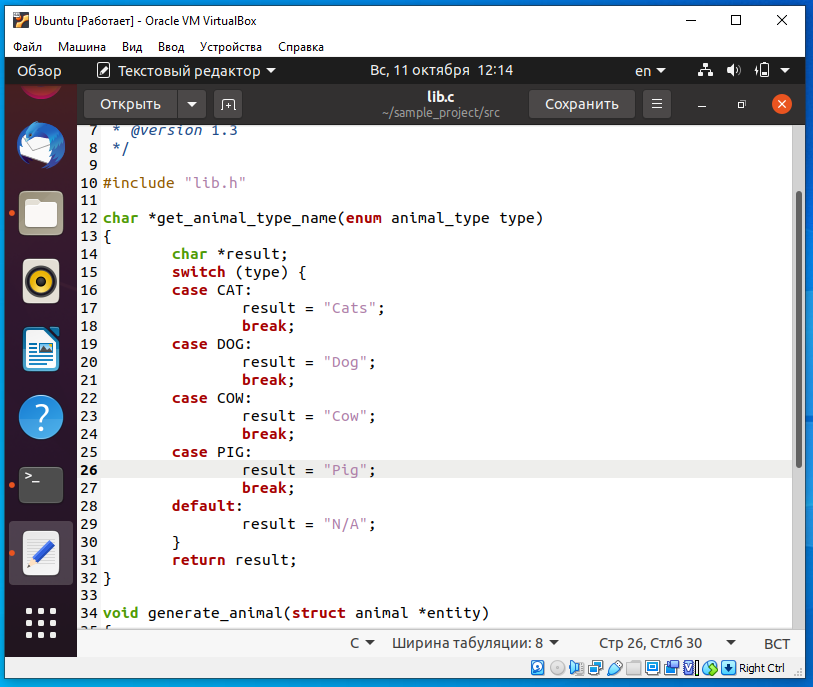 Ubuntu [Работает] - Oracle VM VirtualBox
Файл Машина Вид Ввод Устройства Справка
Обзор Текстовый редактор Вс, 11 октября 12:14 en
Открыть lib.c Сохранить
~/sample_project/src
7 * @version 1.3
8 */
9
10 #include "lib.h"
11
12 char *get_animal_type_name(enum animal_type type)
13 {
14 char *result;
15 switch (type) {
16 case CAT:
17 result = "Cats";
18 break;
19 case DOG:
20 result = "Dog";
21 break;
22 case COW:
23 result = "Cow";
24 break;
25 case PIG:
26 result = "Pig";
27 break;
28 default:
29 result = "N/A";
30 }
31 return result;
32 }
33
34 void generate_animal(struct animal *entity)
35 {
C Ширина табуляции: 8 Стр 26, Стлб 30 ВСТ
Right Ctrl